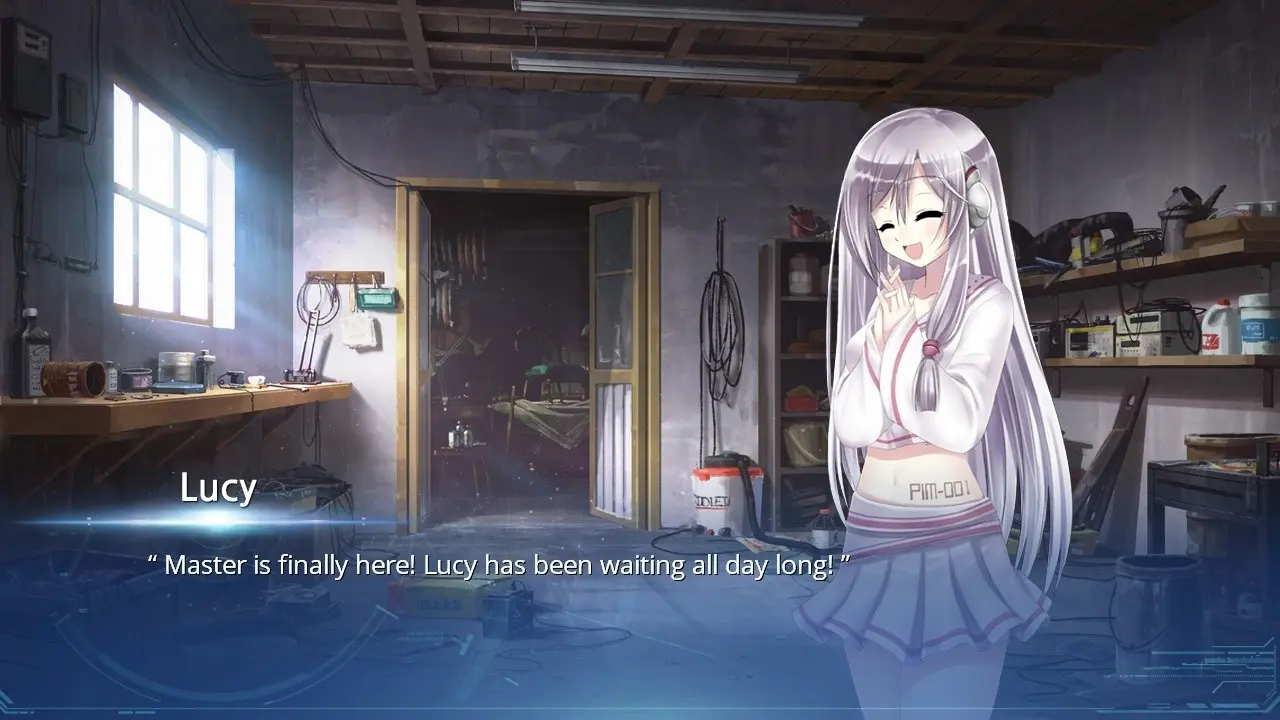 PIM-001
Lucy
“ Master is finally here! Lucy has been waiting all day long! ”